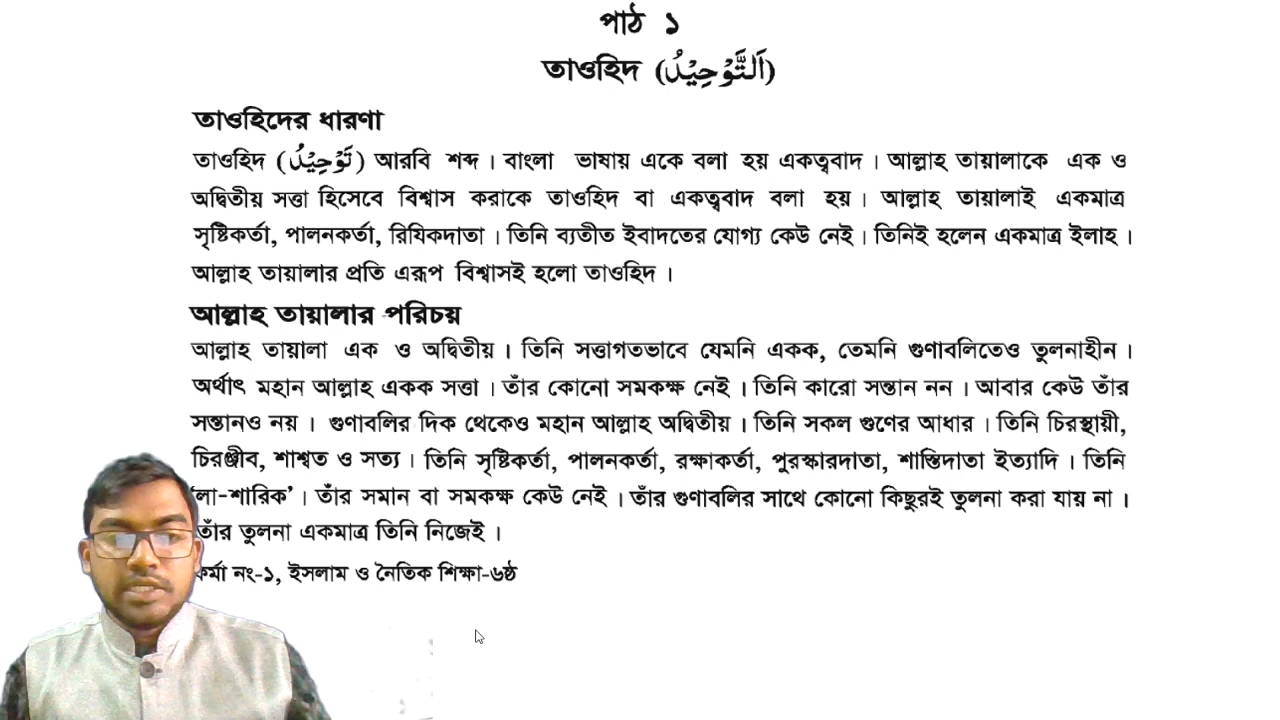 পাঠ ১
তাওহিদ (اَلتَّوْحِيْدُ)
তাওহিদের ধারণা
তাওহিদ (تَوْحِيْدُ) আরবি শব্দ। বাংলা ভাষায় একে বলা হয় একত্ববাদ। আল্লাহ তায়ালাকে এক ও
অদ্বিতীয় সত্তা হিসেবে বিশ্বাস করাকে তাওহিদ বা একত্ববাদ বলা হয়। আল্লাহ তায়ালাই একমাত্র
সৃষ্টিকর্তা, পালনকর্তা, রিযিকদাতা। তিনি ব্যতীত ইবাদতের যোগ্য কেউ নেই। তিনিই হলেন একমাত্র ইলাহ।
আল্লাহ তায়ালার প্রতি এরূপ বিশ্বাসই হলো তাওহিদ।
আল্লাহ তায়ালার পরিচয়
আল্লাহ তায়ালা এক ও অদ্বিতীয়। তিনি সত্তাগতভাবে যেমনি একক, তেমনি গুণাবলিতেও তুলনাহীন।
অর্থাৎ মহান আল্লাহ একক সত্তা। তাঁর কোনো সমকক্ষ নেই। তিনি কারো সন্তান নন। আবার কেউ তাঁর
সন্তানও নয়। গুণাবলির দিক থেকেও মহান আল্লাহ অদ্বিতীয়। তিনি সকল গুণের আধার। তিনি চিরস্থায়ী,
চিরঞ্জীব, শাশ্বত ও সত্য। তিনি সৃষ্টিকর্তা, পালনকর্তা, রক্ষাকর্তা, পুরস্কারদাতা, শাস্তিদাতা ইত্যাদি। তিনি
‘লা-শারিক’। তাঁর সমান বা সমকক্ষ কেউ নেই। তাঁর গুণাবলির সাথে কোনো কিছুরই তুলনা করা যায় না।
তাঁর তুলনা একমাত্র তিনি নিজেই।
ফর্মা নং-১, ইসলাম ও নৈতিক শিক্ষা-৬ষ্ঠ